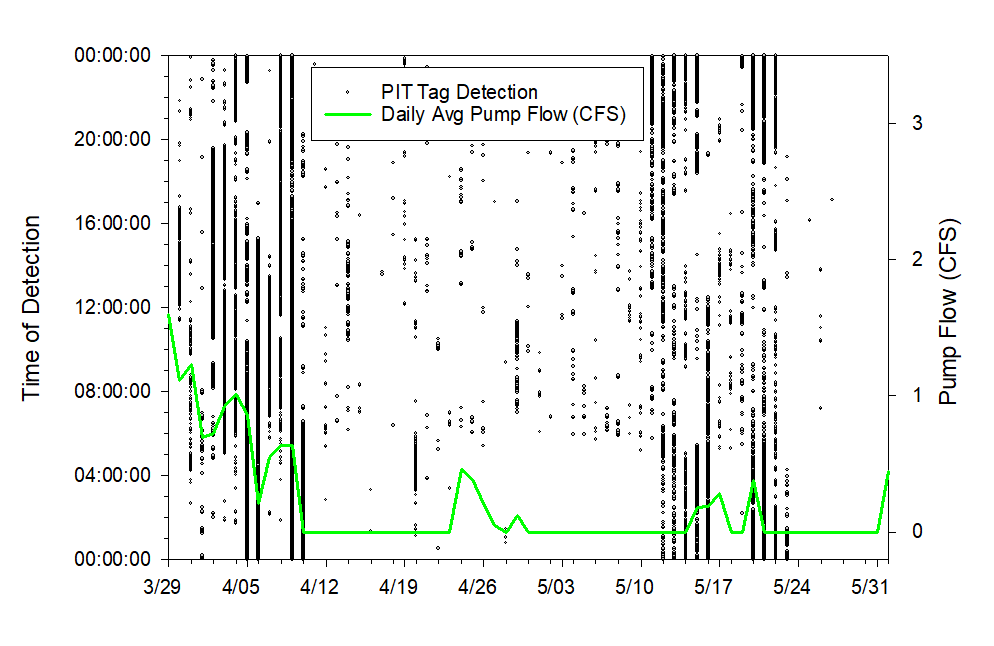 00:00:00
20:00:00
16:00:00
12:00:00
08:00:00
04:00:00
00:00:00
Time of Detection
PIT Tag Detection
Daily Avg Pump Flow (CFS)
3
2
1
0
Pump Flow (CFS)
3/29 4/05 4/12 4/19 4/26 5/03 5/10 5/17 5/24 5/31